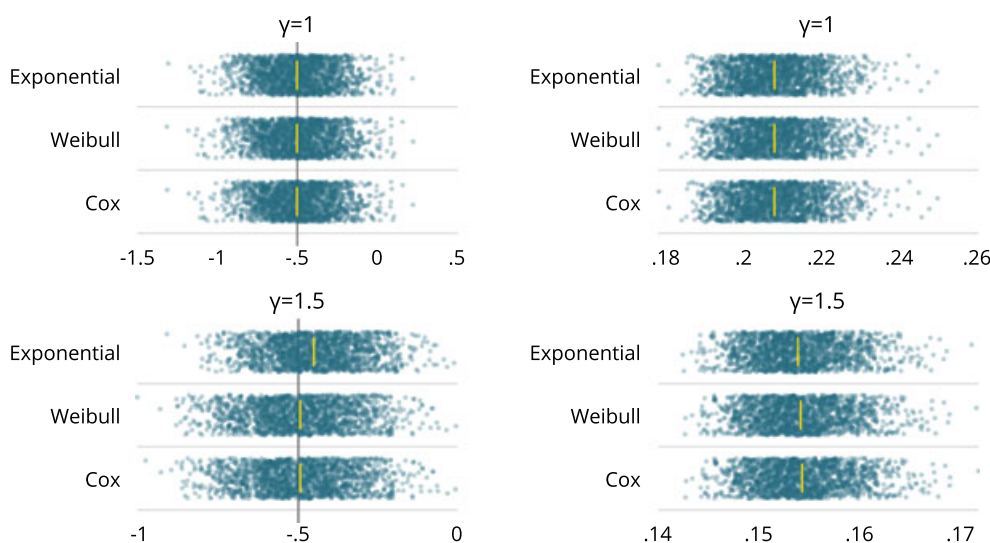 γ=1
Exponential
Weibull
Cox
-1.5 -1 -.5 0 .5
γ=1
Exponential
Weibull
Cox
.18 .2 .22 .24 .26
γ=1.5
Exponential
Weibull
Cox
-1 -.5 0
γ=1.5
Exponential
Weibull
Cox
.14 .15 .16 .17